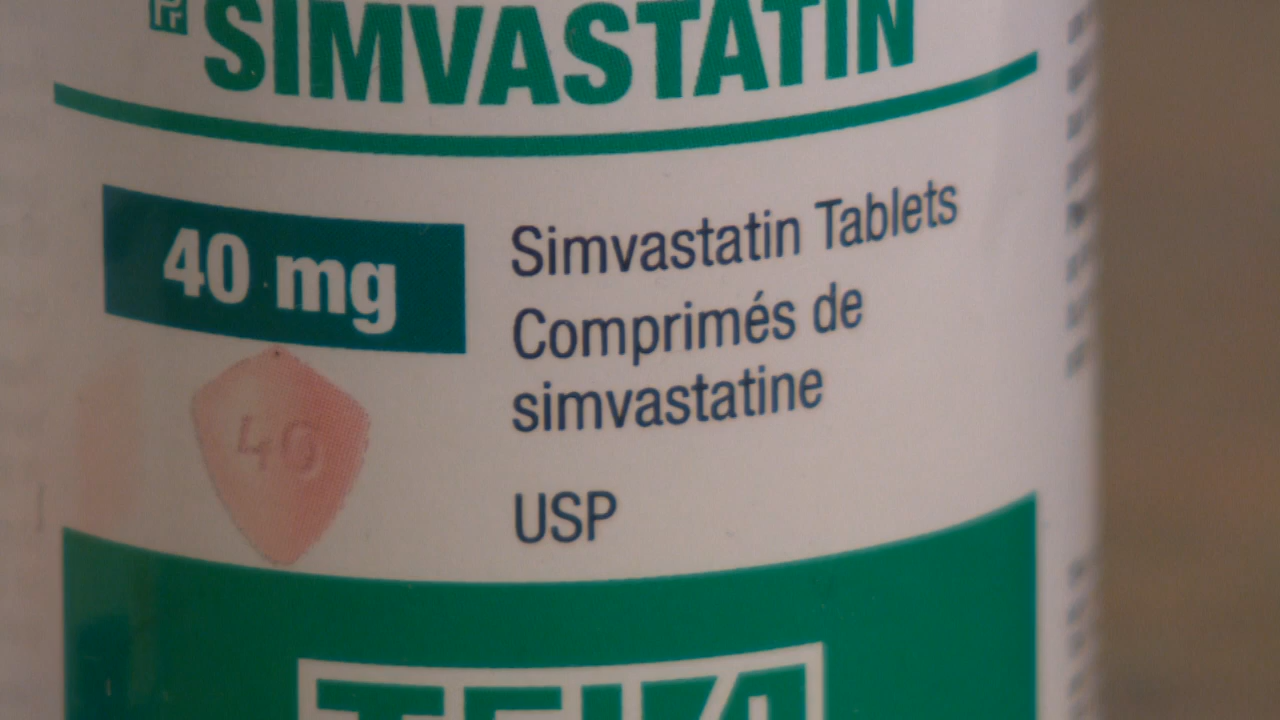 Pr SIMVASTATIN
40 mg
Simvastatin Tablets
Comprimés de
simvastatine
40
USP
TEVA